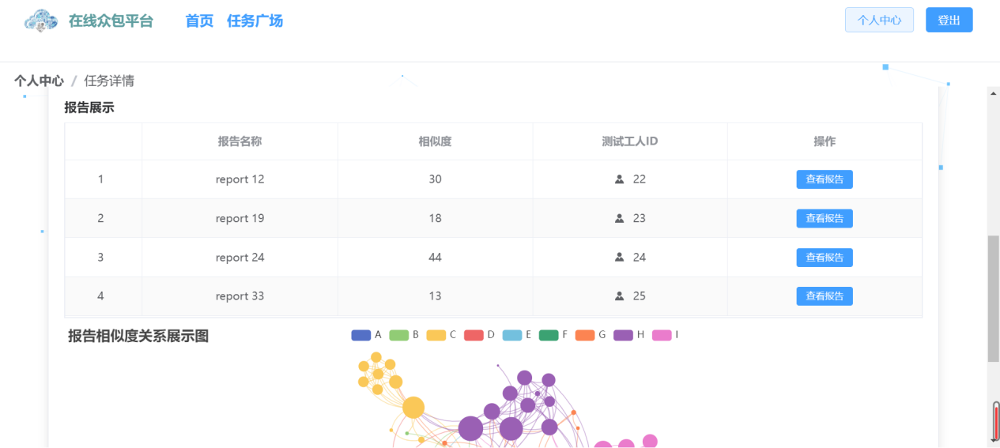 在线众包平台 首页 任务广场 个人中心 登出
个人中心 / 任务详情
报告展示
报告名称 相似度 测试工人ID 操作
1 report 12 30 22 查看报告
2 report 19 18 23 查看报告
3 report 24 44 24 查看报告
4 report 33 13 25 查看报告
报告相似度关系展示图 A B C D E F G H I